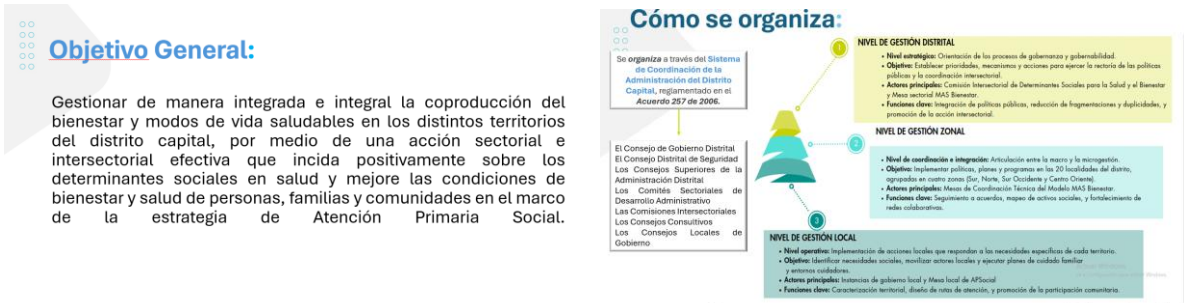 Objetivo General:
Gestionar de manera integrada e integral la coproducción del
bienestar y modos de vida saludables en los distintos territorios
del distrito capital, por medio de una acción sectorial e
intersectorial efectiva que incida positivamente sobre los
determinantes sociales en salud y mejore las condiciones de
bienestar y salud de personas, familias y comunidades en el marco
de la estrategia de Atención Primaria Social.
Cómo se organiza:
Se organiza a través del Sistema
de Coordinación de la
Administración del Distrito
Capital, reglamentado en el
Acuerdo 257 de 2006.
El Consejo de Gobierno Distrital
El Consejo Distrital de Seguridad
Los Consejos Superiores de la
Administración Distrital
Los Comités Sectoriales de
Desarrollo Administrativo
Las Comisiones Intersectoriales
Los Consejos Consultivos
Los Consejos Locales de
Gobierno
1
NIVEL DE GESTIÓN DISTRITAL
• Nivel estratégico: Orientación de los procesos de gobernanza y gobernabilidad.
• Objetivo: Establecer prioridades, mecanismos y acciones para ejercer la rectoría de las políticas
públicas y la coordinación intersectorial.
• Actores principales: Comisión Intersectorial de Determinantes Sociales para la Salud y el Bienestar
y Mesa sectorial MAS Bienestar.
• Funciones clave: Integración de políticas públicas, reducción de fragmentaciones y duplicidades, y
promoción de la acción intersectorial.
2
NIVEL DE GESTIÓN ZONAL
• Nivel de coordinación e integración: Articulación entre la macro y la microgestión.
• Objetivo: Implementar políticas, planes y programas en las 20 localidades del distrito,
agrupadas en cuatro zonas (Sur, Norte, Sur Occidente y Centro Oriente).
• Actores principales: Mesas de Coordinación Técnica del Modelo MAS Bienestar.
• Funciones clave: Seguimiento a acuerdos, mapeo de activos sociales, y fortalecimiento de
redes colaborativas.
3
NIVEL DE GESTIÓN LOCAL
• Nivel operativo: Implementación de acciones locales que respondan a las necesidades específicas de cada territorio.
• Objetivo: Identificar necesidades sociales, movilizar actores locales y ejecutar planes de cuidado familiar
y entornos cuidadores.
• Actores principales: Instancias de gobierno local y Mesa local de APSocial
• Funciones clave: Caracterización territorial, diseño de rutas de atención, y promoción de la participación comunitaria.